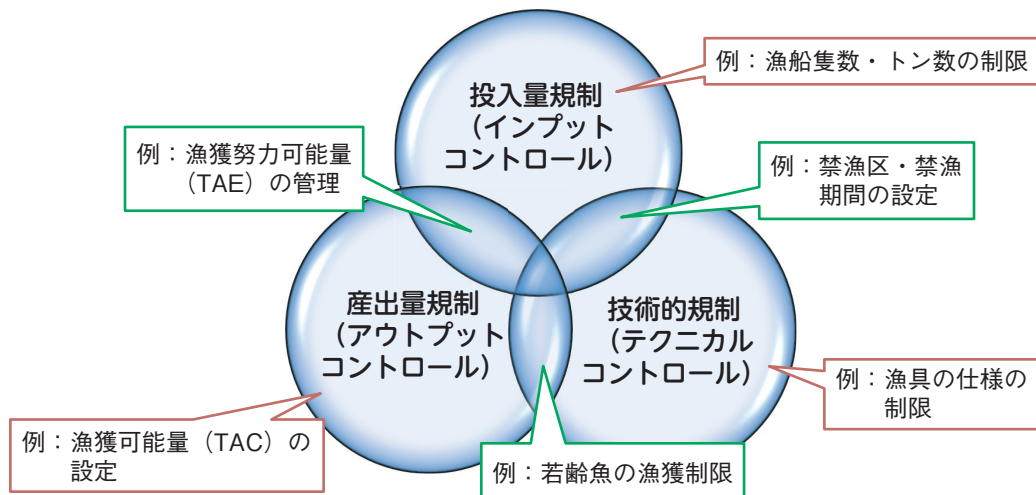 例：漁船隻数・トン数の制限
投入量規制
（インプット
コントロール）
例：漁獲努力可能量
（TAE）の管理
例：禁漁区・禁漁
期間の設定
産出量規制
（アウトプット
コントロール）
技術的規制
（テクニカル
コントロール）
例：漁具の仕様の
制限
例：漁獲可能量（TAC）の
設定
例：若齢魚の漁獲制限